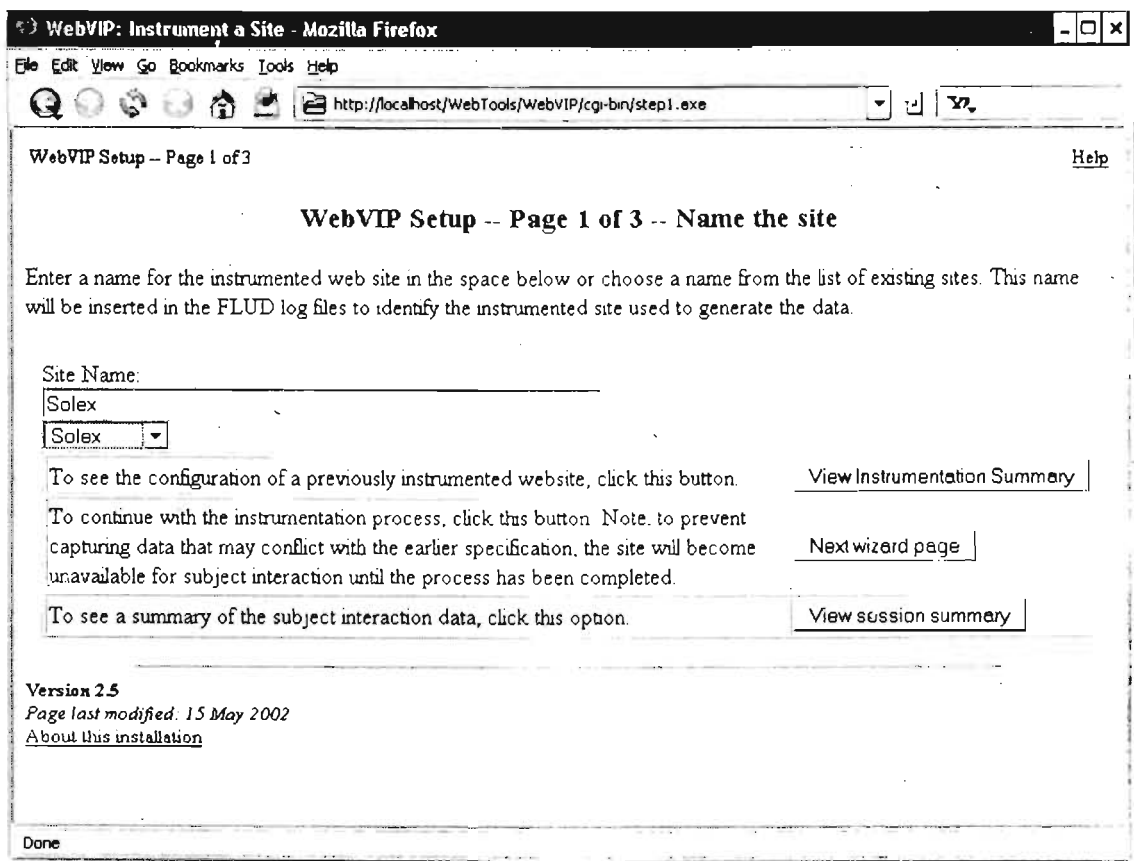 WebVIP: Instrument a Site - Mozilla Firefox
File Edit View Go Bookmarks Tools Help
http://localhost/WebTools/WebVIP/cgi-bin/step1.exe
WebVIP Setup -- Page 1 of 3
Help
WebVIP Setup -- Page 1 of 3 -- Name the site
Enter a name for the instrumented web site in the space below or choose a name from the list of existing sites. This name
will be inserted in the FLUD log files to identify the instrumented site used to generate the data.
Site Name:
Solex
Solex
To see the configuration of a previously instrumented website, click this button.
View Instrumentation Summary
To continue with the instrumentation process, click this button. Note. to prevent
capturing data that may conflict with the earlier specification, the site will become
unavailable for subject interaction until the process has been completed.
Next wizard page
To see a summary of the subject interaction data, click this option.
View session summary
Version 2.5
Page last modified: 15 May 2002
About this installation
Done